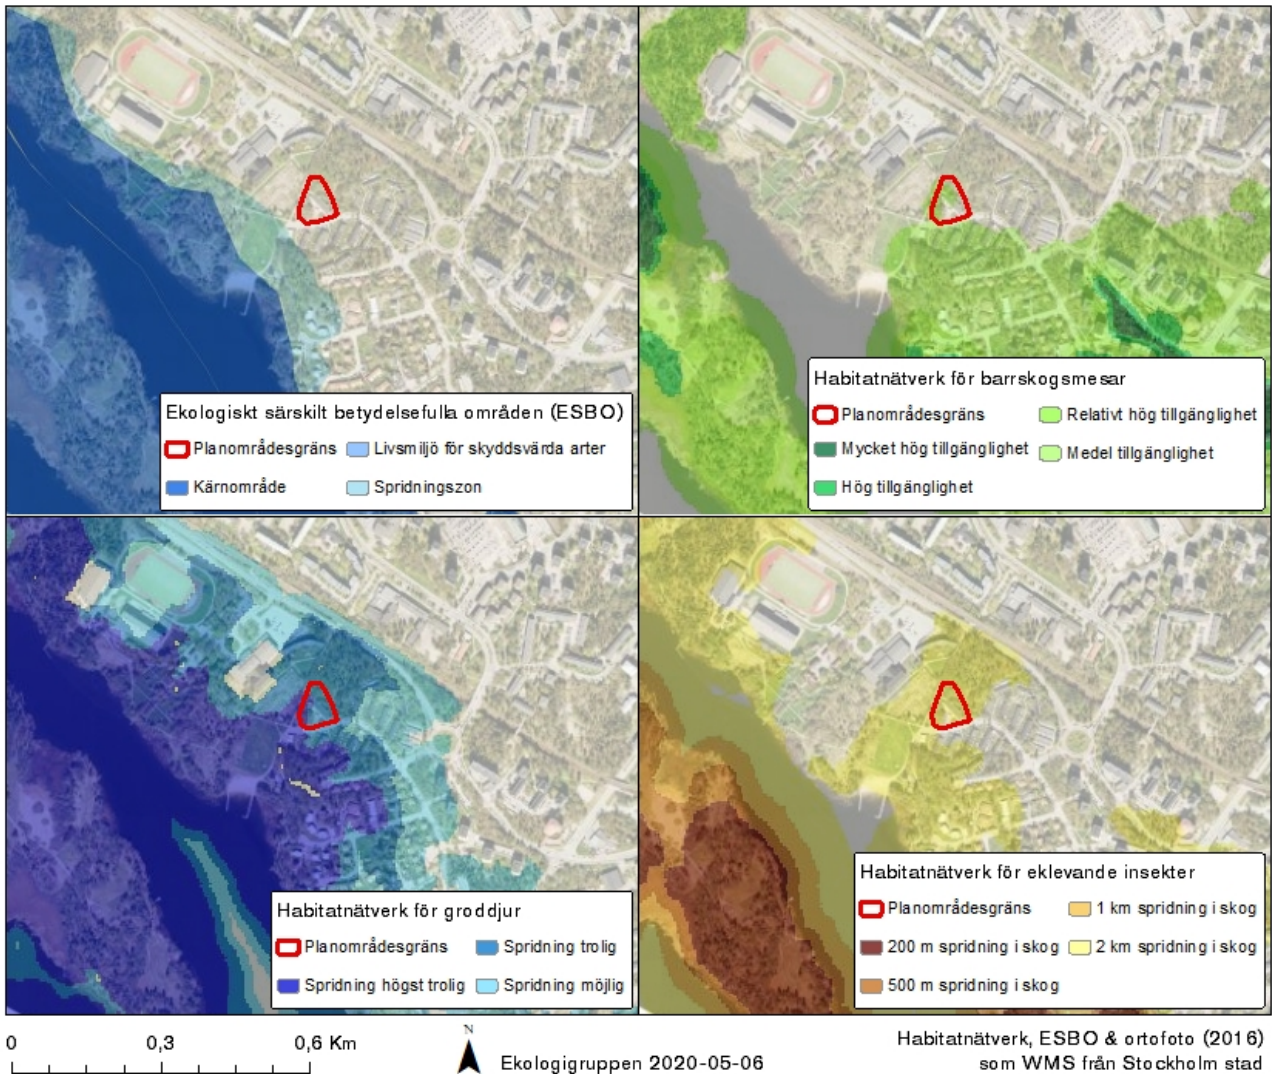 Ekologiskt särskilt betydelsefulla områden (ESBO)
Planområdesgräns
Livsmiljö för skyddsvärda arter
Kärnområde
Spridningszon
Habitatnätverk för barrskogsmesar
Planområdesgräns
Relativt hög tillgänglighet
Mycket hög tillgänglighet
Medel tillgänglighet
Hög tillgänglighet
Habitatnätverk för groddjur
Planområdesgräns
Spridning trolig
Spridning högst trolig
Spridning möjlig
Habitatnätverk för eklevande insekter
Planområdesgräns
1 km spridning i skog
200 m spridning i skog
2 km spridning i skog
500 m spridning i skog
0 0,3 0,6 Km
N
Ekologigruppen 2020-05-06
Habitatnätverk, ESBO & ortofoto (2016)
som WMS från Stockholm stad